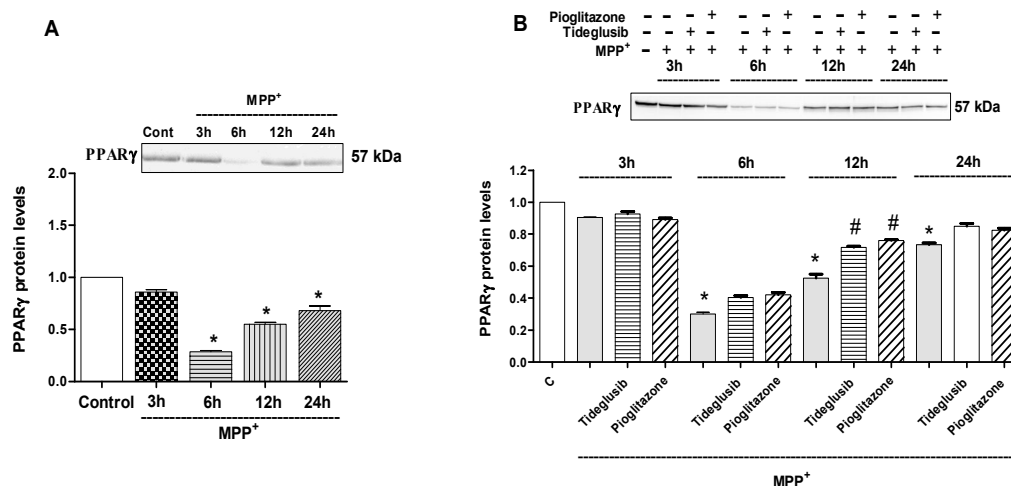 A
MPP+
Cont 3h 6h 12h 24h
PPARγ 57 kDa
PPARγ protein levels
2.0
1.5
1.0
0.5
0.0
* * *
Control 3h 6h 12h 24h
MPP+
B
Pioglitazone - - - + - - + - - + - - +
Tideglusib - - + - - + - - + - - + -
MPP+ - + + + + + + + + + + + +
3h 6h 12h 24h
PPARγ 57 kDa
PPARγ protein levels
1.2
1.0
0.8
0.6
0.4
0.2
0.0
3h 6h 12h 24h
* * # # *
C Tideglusib Pioglitazone Tideglusib Pioglitazone Tideglusib Pioglitazone Tideglusib Pioglitazone
MPP+